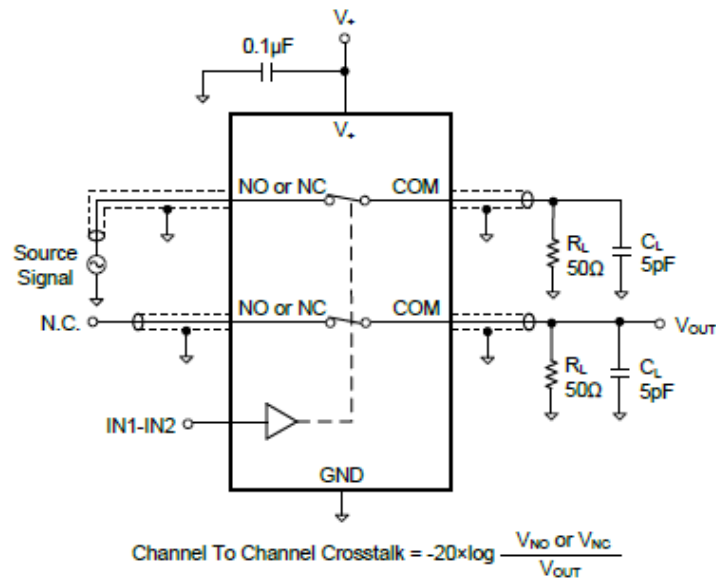 V+
0.1µF
V+
NO or NC
COM
Source
Signal
RL
50Ω
CL
5pF
N.C.
NO or NC
COM
VOUT
RL
50Ω
CL
5pF
IN1-IN2
GND
Channel To Channel Crosstalk = -20×log VNO or VNC / VOUT